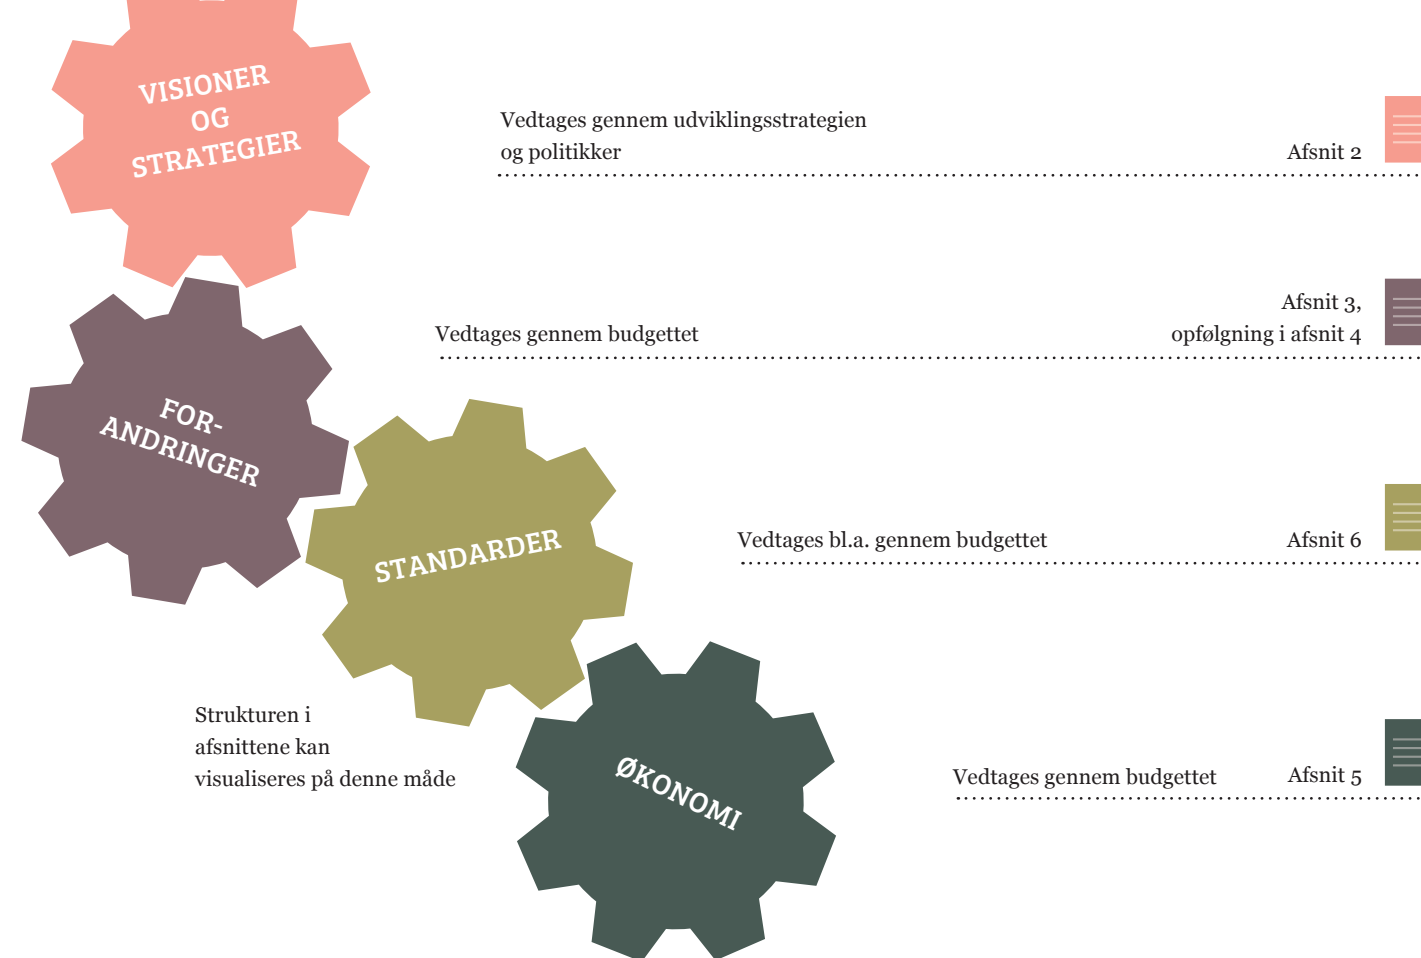 VISIONER
OG
STRATEGIER
Vedtages gennem udviklingsstrategien
og politikker
Afsnit 2
FOR-
ANDRINGER
Vedtages gennem budgettet
Afsnit 3,
opfølgning i afsnit 4
STANDARDER
Vedtages bl.a. gennem budgettet
Afsnit 6
Strukturen i
afsnittene kan
visualiseres på denne måde
ØKONOMI
Vedtages gennem budgettet
Afsnit 5